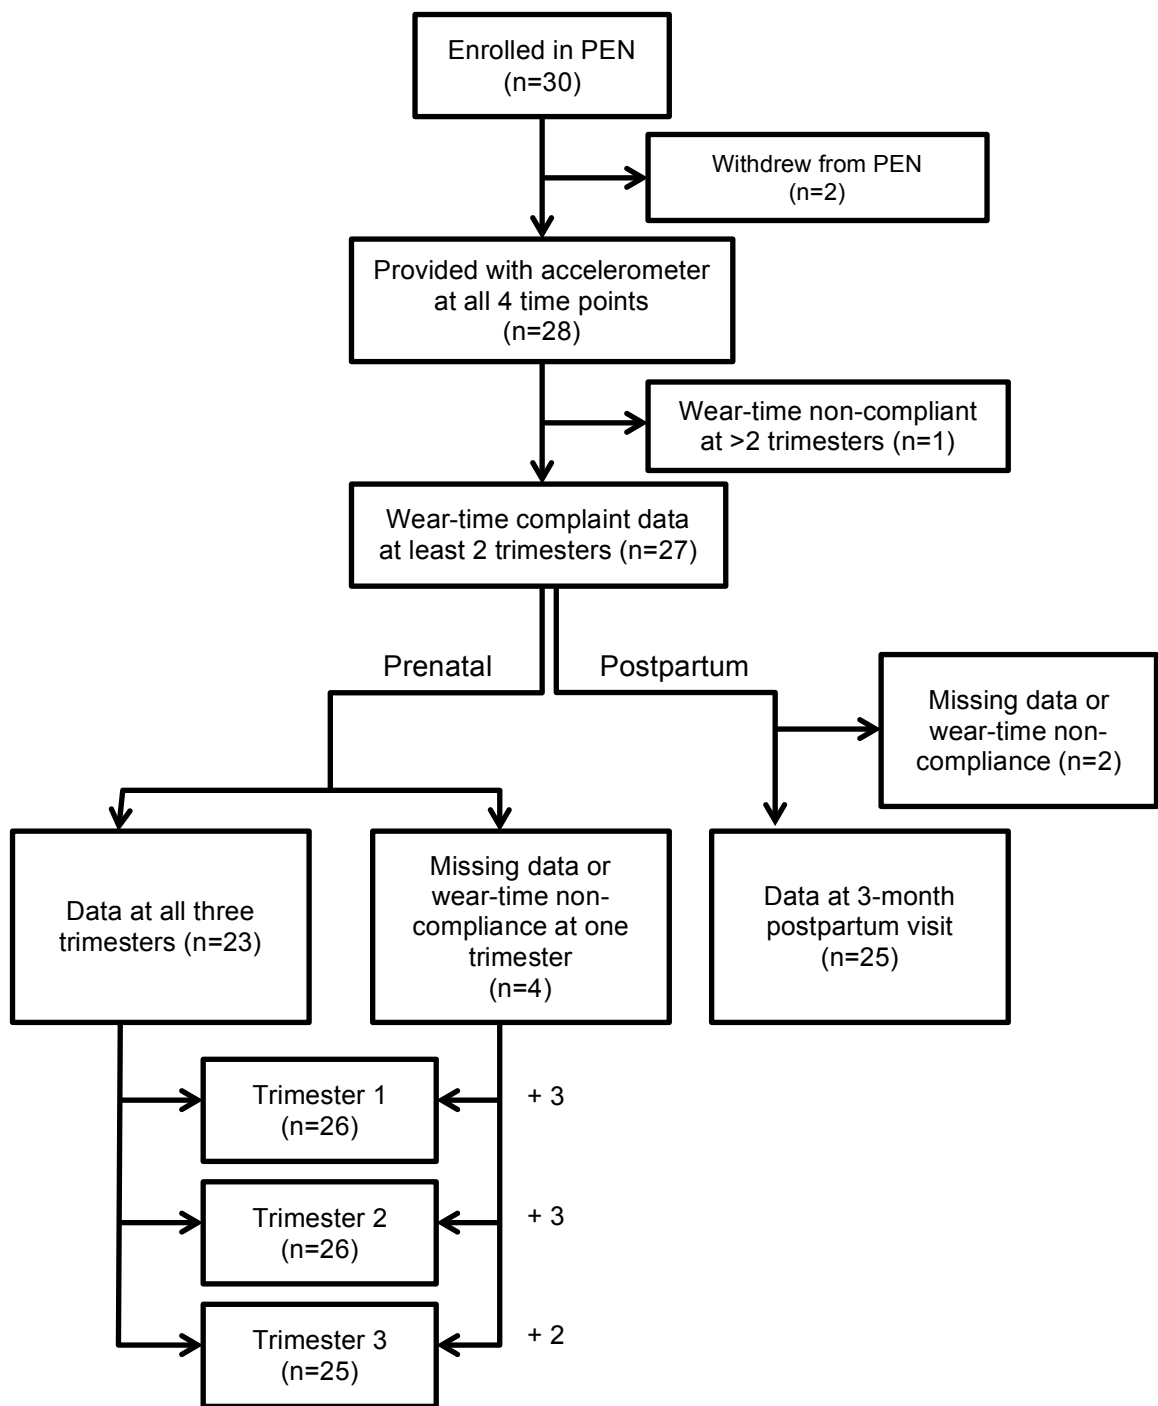 Enrolled in PEN
(n=30)
Withdrew from PEN
(n=2)
Provided with accelerometer
at all 4 time points
(n=28)
Wear-time non-compliant
at >2 trimesters (n=1)
Wear-time complaint data
at least 2 trimesters (n=27)
Prenatal
Postpartum
Missing data or
wear-time non-
compliance (n=2)
Data at all three
trimesters (n=23)
Missing data or
wear-time non-
compliance at one
trimester
(n=4)
Data at 3-month
postpartum visit
(n=25)
Trimester 1
(n=26)
+ 3
Trimester 2
(n=26)
+ 3
Trimester 3
(n=25)
+ 2